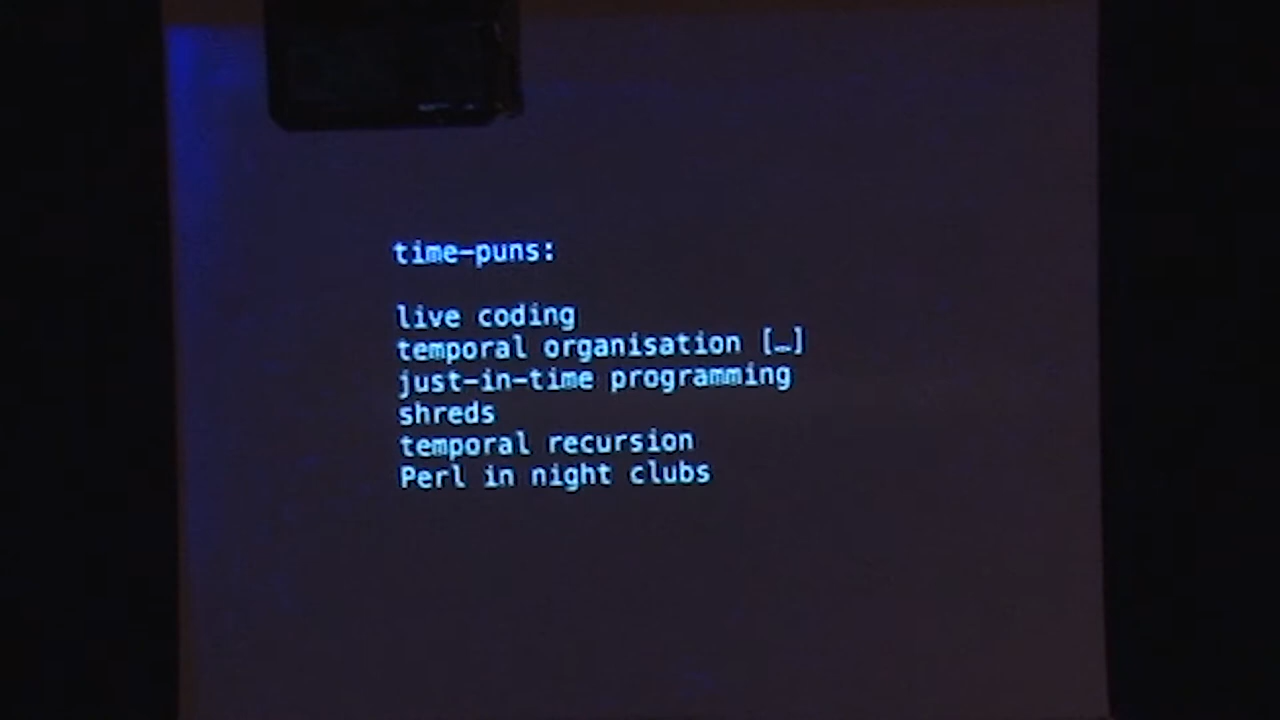 time-puns:
live coding
temporal organisation […]
just-in-time programming
shreds
temporal recursion
Perl in night clubs